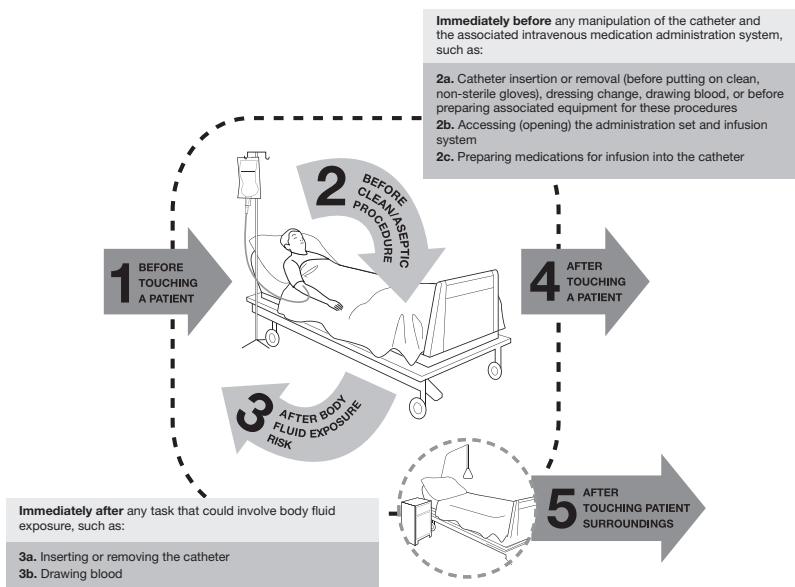 Immediately before any manipulation of the catheter and
the associated intravenous medication administration system,
such as:
2a. Catheter insertion or removal (before putting on clean,
non-sterile gloves), dressing change, drawing blood, or before
preparing associated equipment for these procedures
2b. Accessing (opening) the administration set and infusion
system
2c. Preparing medications for infusion into the catheter
1 BEFORE
TOUCHING
A PATIENT
2 BEFORE
CLEAN/ASEPTIC
PROCEDURE
3 AFTER BODY
FLUID EXPOSURE
RISK
4 AFTER
TOUCHING
A PATIENT
5 AFTER
TOUCHING PATIENT
SURROUNDINGS
Immediately after any task that could involve body fluid
exposure, such as:
3a. Inserting or removing the catheter
3b. Drawing blood